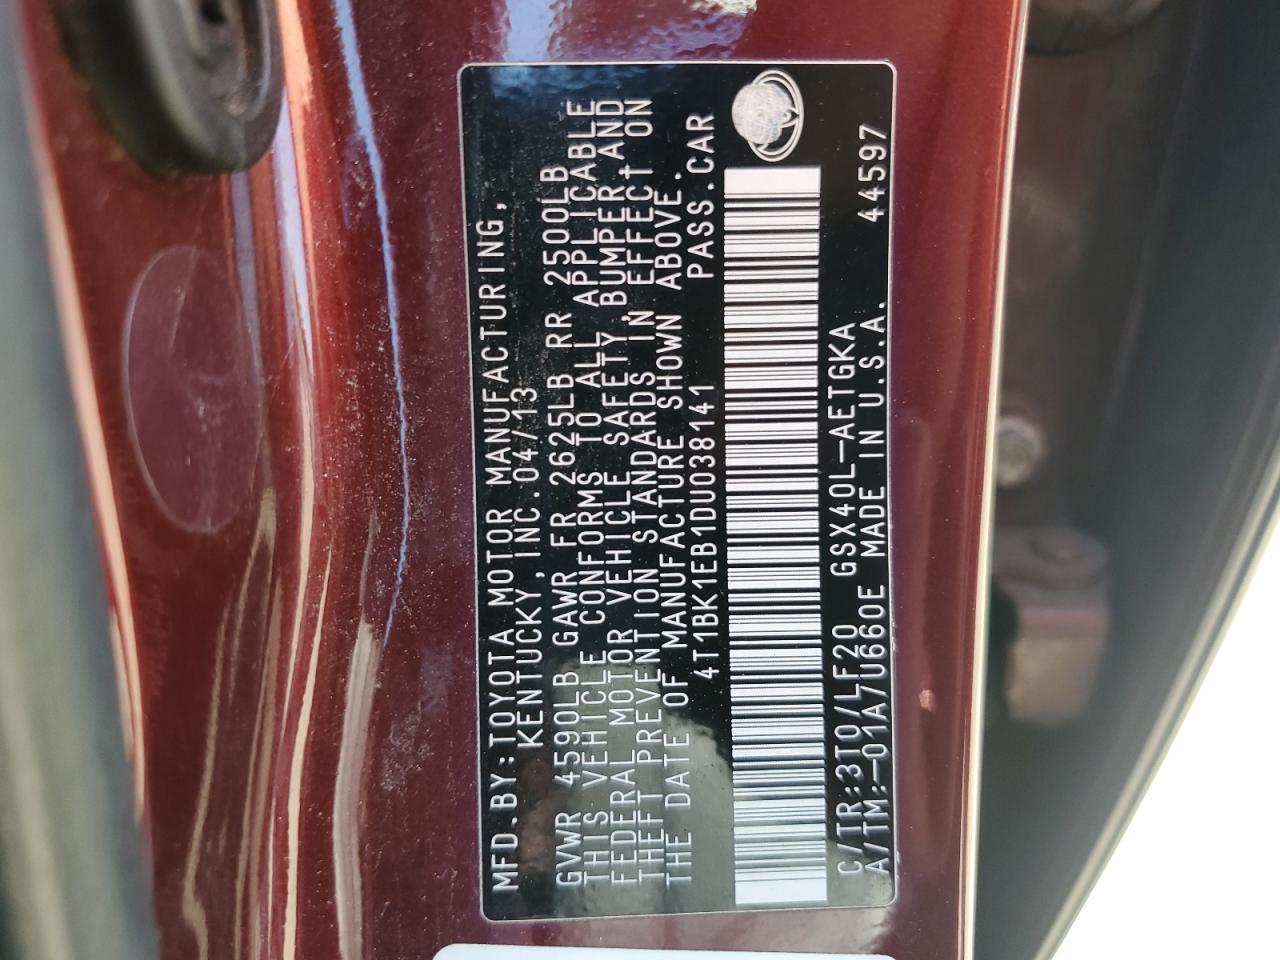 MFD.BY:TOYOTA MOTOR MANUFACTURING,
KENTUCKY,INC.04/13
GVWR 4590LB GAWR FR 2625LB RR 2500LB
THIS VEHICLE CONFORMS TO ALL APPLICABLE
FEDERAL MOTOR VEHICLE SAFETY,BUMPER,AND
THEFT PREVENTION STANDARDS IN EFFECT ON
THE DATE OF MANUFACTURE SHOWN ABOVE.
4T1BK1EB1DU038141 PASS.CAR
C/TR:3T0/LF20 GSX40L-AETGKA
A/TM:-01A/U660E MADE IN U.S.A. 44597